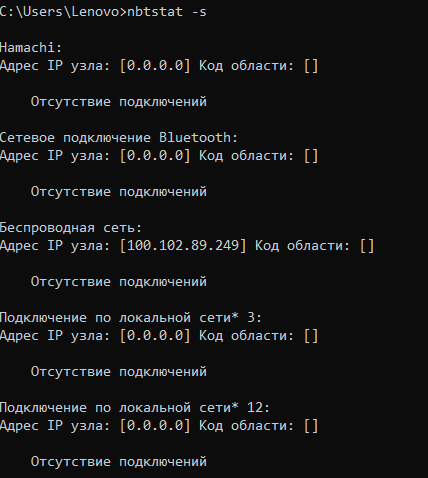 C:\Users\Lenovo>nbtstat -s
Hamachi:
Адрес IP узла: [0.0.0.0] Код области: []
Отсутствие подключений
Сетевое подключение Bluetooth:
Адрес IP узла: [0.0.0.0] Код области: []
Отсутствие подключений
Беспроводная сеть:
Адрес IP узла: [100.102.89.249] Код области: []
Отсутствие подключений
Подключение по локальной сети* 3:
Адрес IP узла: [0.0.0.0] Код области: []
Отсутствие подключений
Подключение по локальной сети* 12:
Адрес IP узла: [0.0.0.0] Код области: []
Отсутствие подключений